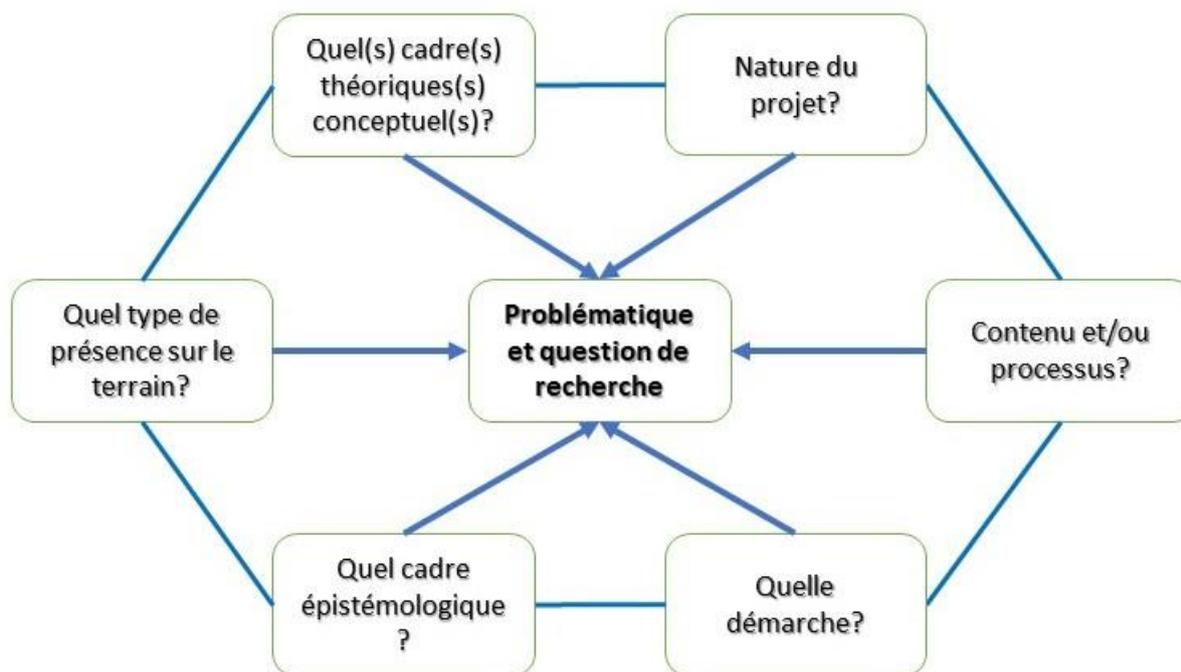 Quel(s) cadre(s)
théoriques(s)
conceptuel(s)?
Nature du
projet?
Quel type de
présence sur le
terrain?
Problématique
et question de
recherche
Contenu et/ou
processus?
Quel cadre
épistémologique
?
Quelle
démarche?